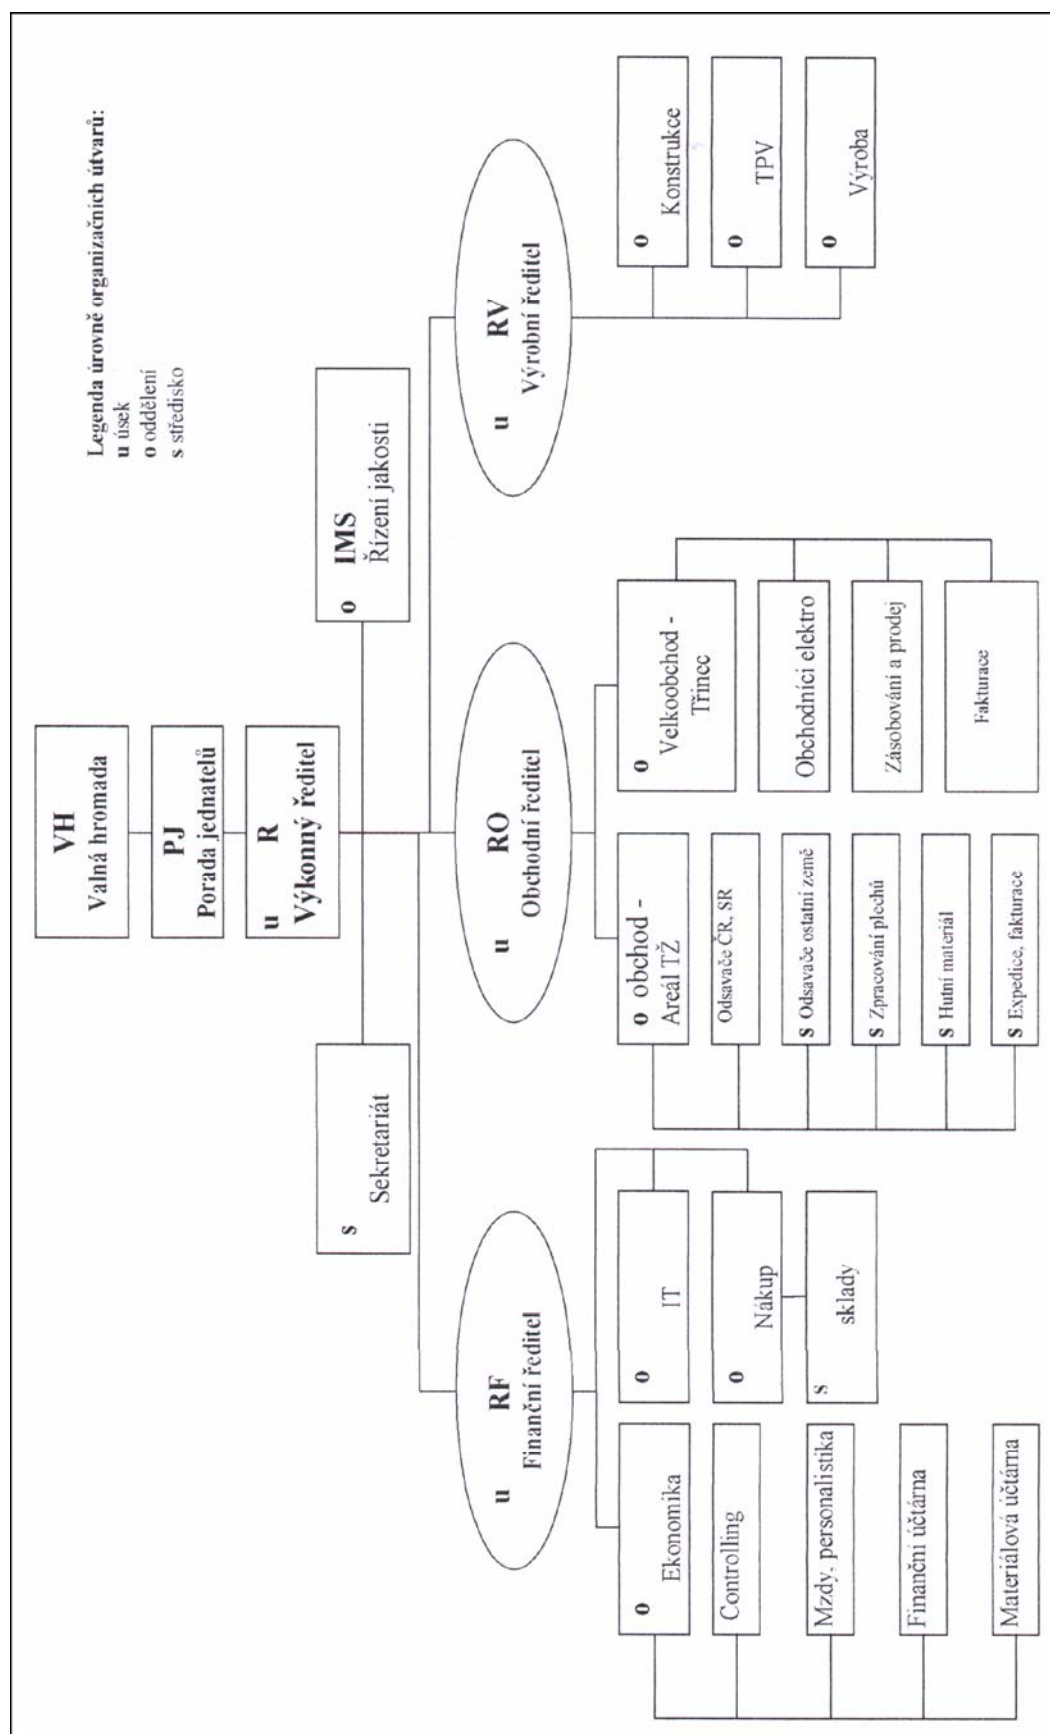 Legenda úrovně organizačních útvarů:
u úsek
o oddělení
s středisko
VH
Valná hromada
PJ
Porada jednatelů
u R
Výkonný ředitel
s
Sekretariát
o IMS
Řízení jakosti
u RF
Finanční ředitel
u RO
Obchodní ředitel
u RV
Výrobní ředitel
o
Ekonomika
Controlling
Mzdy, personalistika
Finanční účtárna
Materiálová účtárna
o
IT
o
Nákup
s
sklady
o obchod -
Areál TŽ
Odsavače ČR, SR
s Odsavače ostatní země
s Zpracování plechů
s Hutní materiál
s Expedice, fakturace
o
Velkoobchod -
Třinec
Obchodníci elektro
Zásobování a prodej
Fakturace
o
Konstrukce
o
TPV
o
Výroba